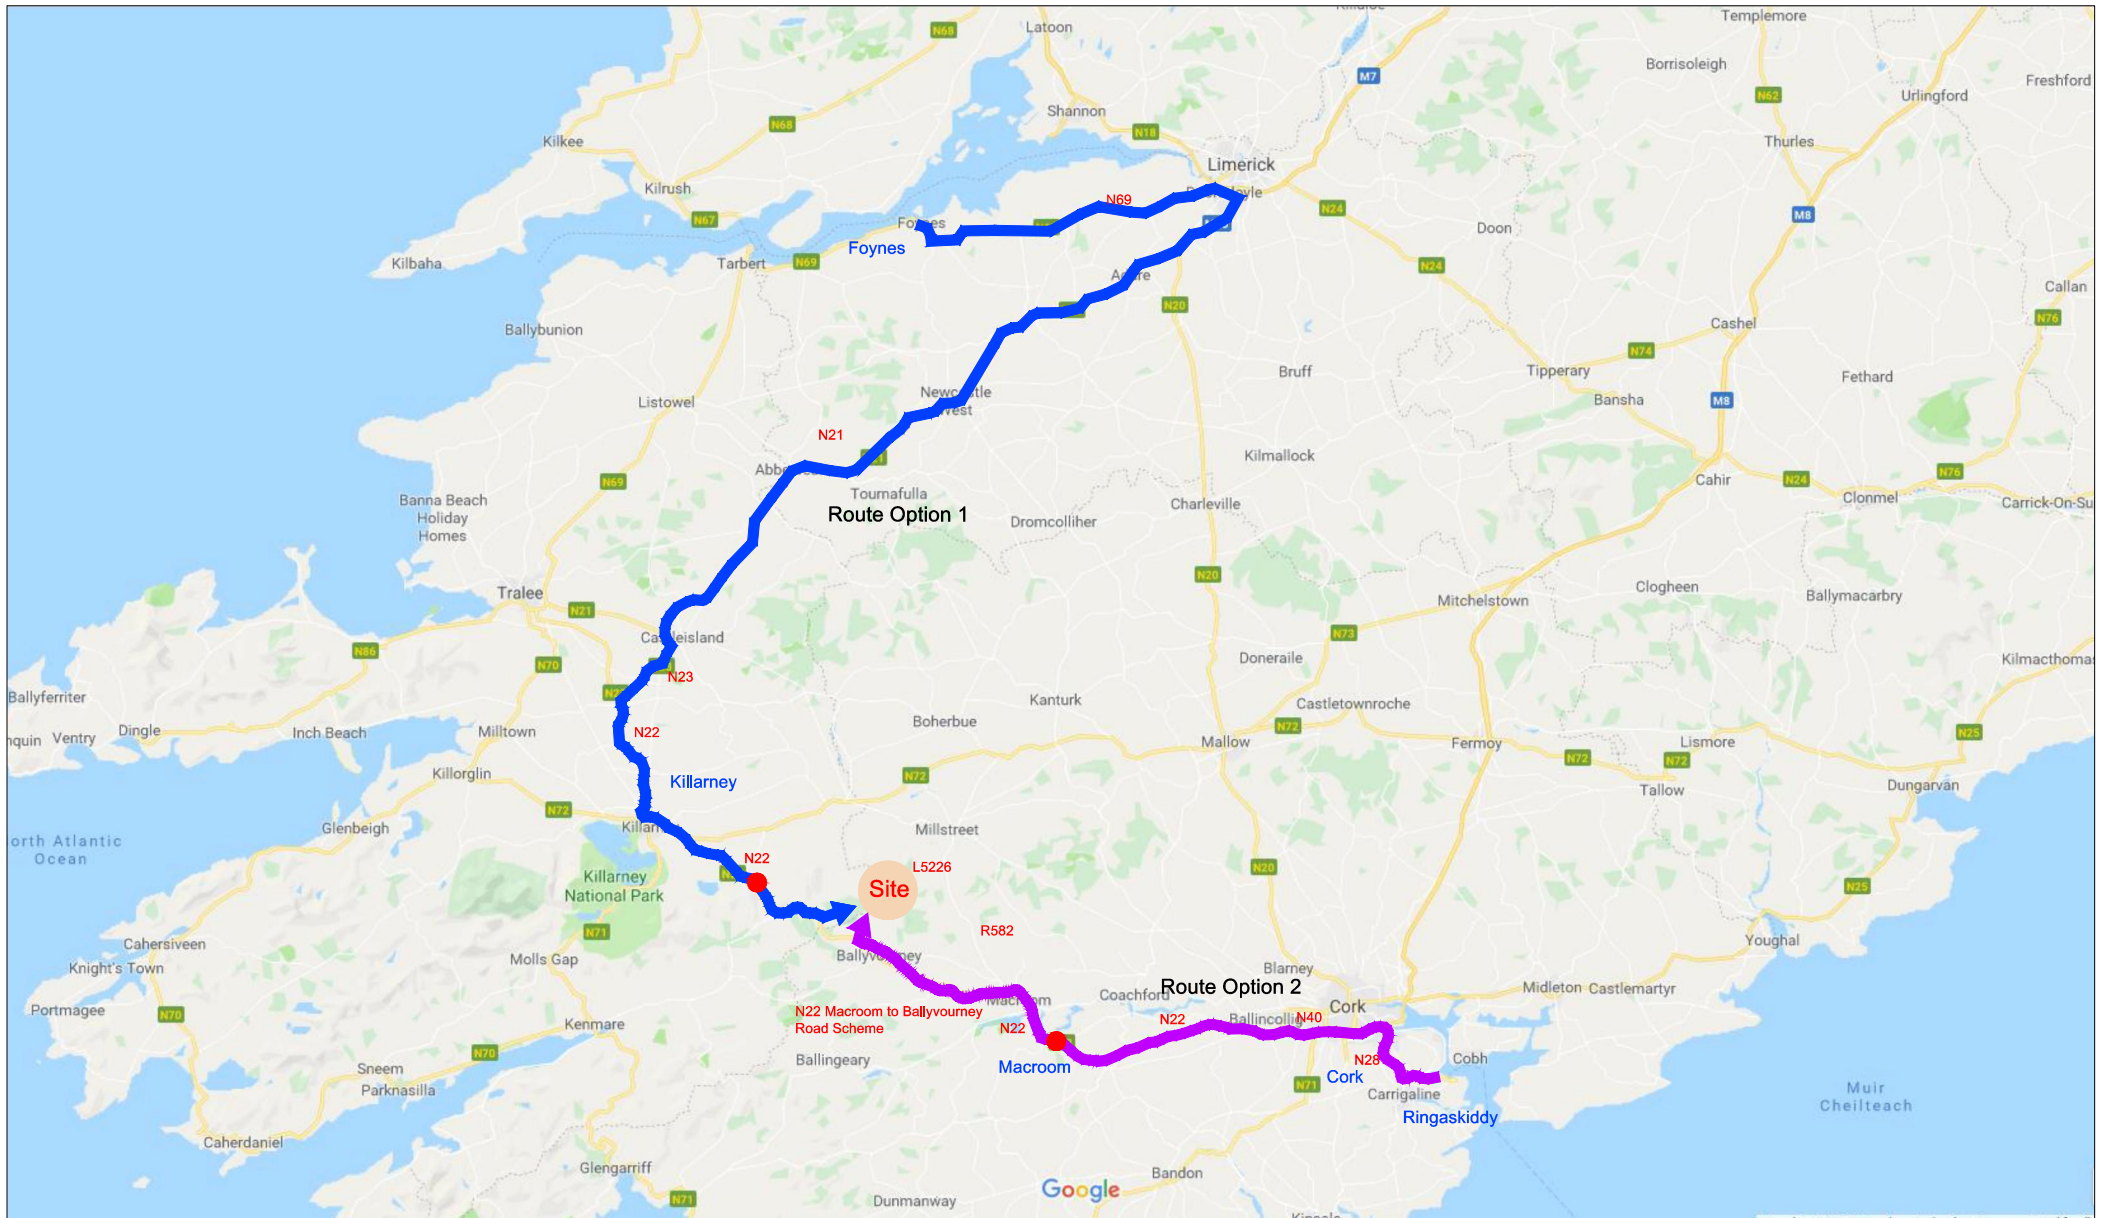 Templemore
Latoon
N68
Borrisoleigh
M7
Freshford
N62
Urlingford
Shannon
N68
N18
Thurles
Kilkee
Limerick
Kilrush
N69
N24
N67
M8
Foynes
Doon
Foynes
Kilbaha
Tarbert
N69
N24
Adare
Callan
N20
N76
Ballybunion
Cashel
N74
Bruff
Tipperary
Fethard
Newcastle
West
Listowel
Bansha
M8
N21
Kilmallock
N76
N69
Cahir
N24
Tournafulla
Clonmel
Banna Beach
Holiday
Homes
Charleville
Carrick-On-Su
Route Option 1
Dromcolliher
N20
Clogheen
Tralee
Ballymacarbry
Mitchelstown
N21
N73
Castleisland
N86
Doneraile
Kilmacthomas
N70
N23
Ballyferriter
Kanturk
Castletownroche
Boherbue
N72
Dingle
Inch Beach
Milltown
N22
N25
nquin
Ventry
Mallow
Fermoy
Lismore
N72
N72
Killorglin
N72
Killarney
Dungarvan
Tallow
N72
Glenbeigh
Millstreet
orth Atlantic
Ocean
N22
L5226
N20
Killarney
National Park
Site
N25
N71
R582
Cahersiveen
Youghal
Ballyvourney
Molls Gap
Knight's Town
Blarney
Route Option 2
Midleton
Castlemartyr
Coachford
Macroom
Portmagee
N70
N22 Macroom to Ballyvourney
Road Scheme
Cork
N22
Ballincollig
N40
Kenmare
N22
N70
Ballingeary
Macroom
N28
Cobh
Sneem
Cork
N71
Parknasilla
Carrigaline
Muir
Cheilteach
Ringaskiddy
Caherdaniel
Glengarriff
Bandon
N71
Google
Dunmanway